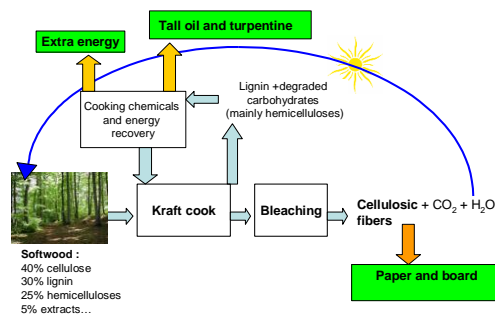 Tall oil and turpentine
Extra energy
Lignin +degraded
carbohydrates
(mainly hemicelluloses)
Cooking chemicals
and energy
recovery
Kraft cook
Bleaching
Cellulosic + CO₂ + H₂O
fibers
Softwood :
40% cellulose
30% lignin
25% hemicelluloses
5% extracts…
Paper and board